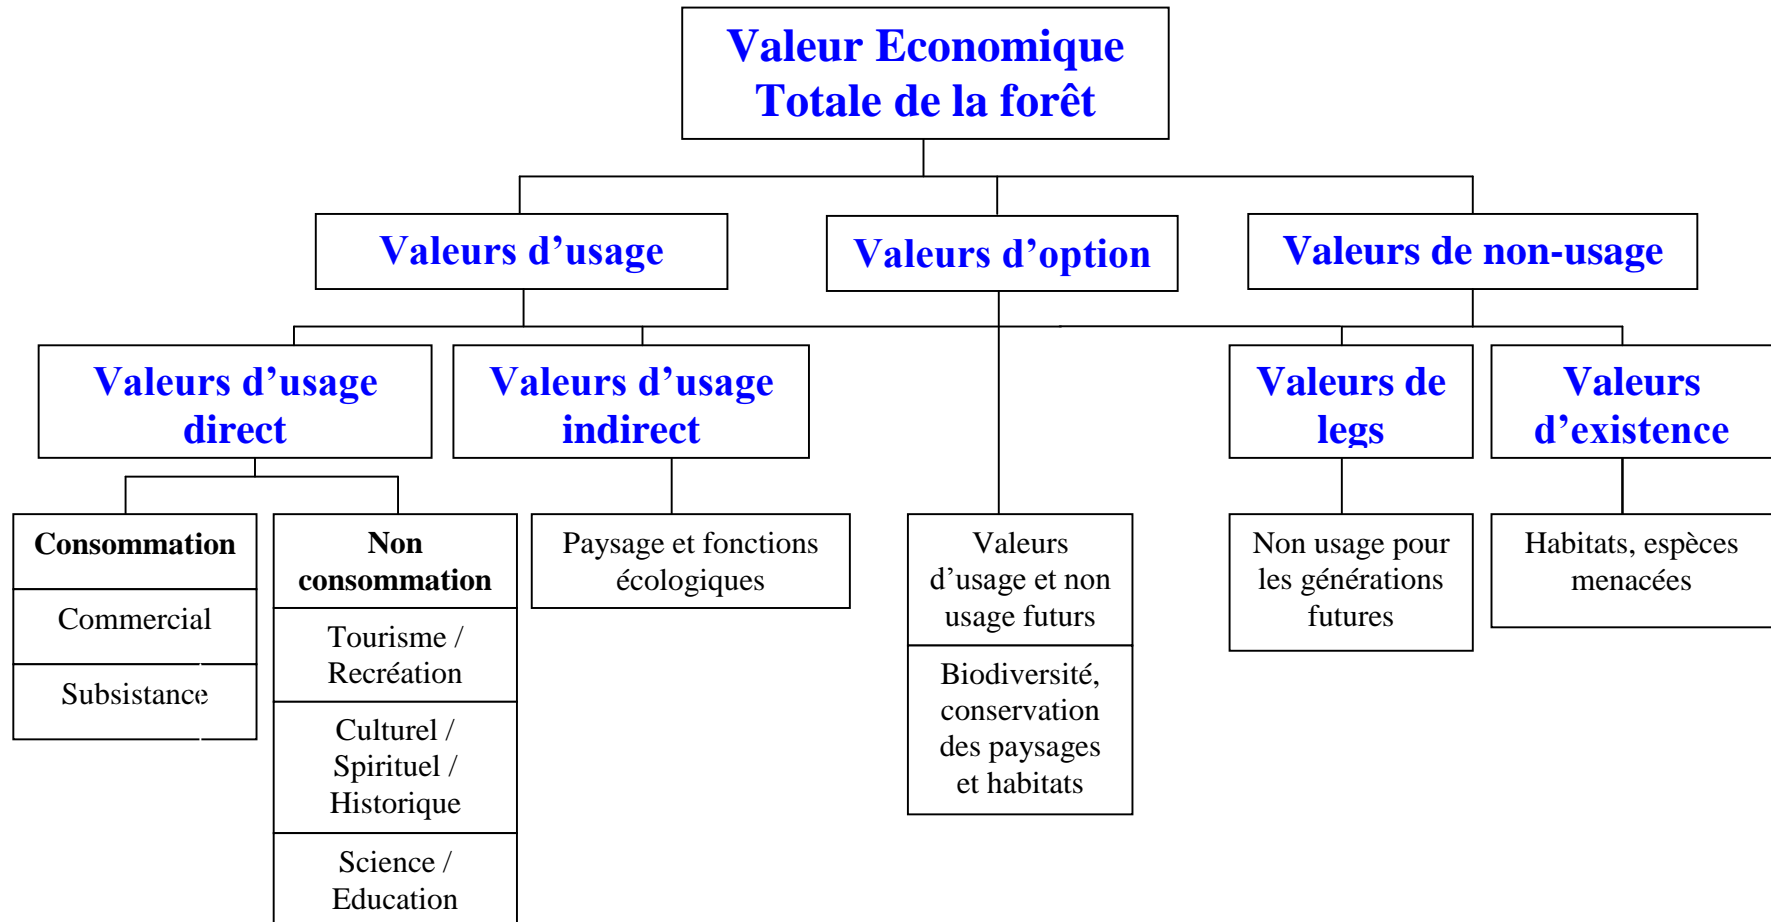 Valeur Economique
Totale de la forêt
Valeurs d’usage
Valeurs d’option
Valeurs de non-usage
Valeurs d’usage
direct
Valeurs d’usage
indirect
Valeurs de
legs
Valeurs
d’existence
Consommation
Commercial
Subsistance
Non
consommation
Tourisme /
Recréation
Culturel /
Spirituel /
Historique
Science /
Education
Paysage et fonctions
écologiques
Valeurs
d’usage et non
usage futurs
Biodiversité,
conservation
des paysages
et habitats
Non usage pour
les générations
futures
Habitats, espèces
menacées